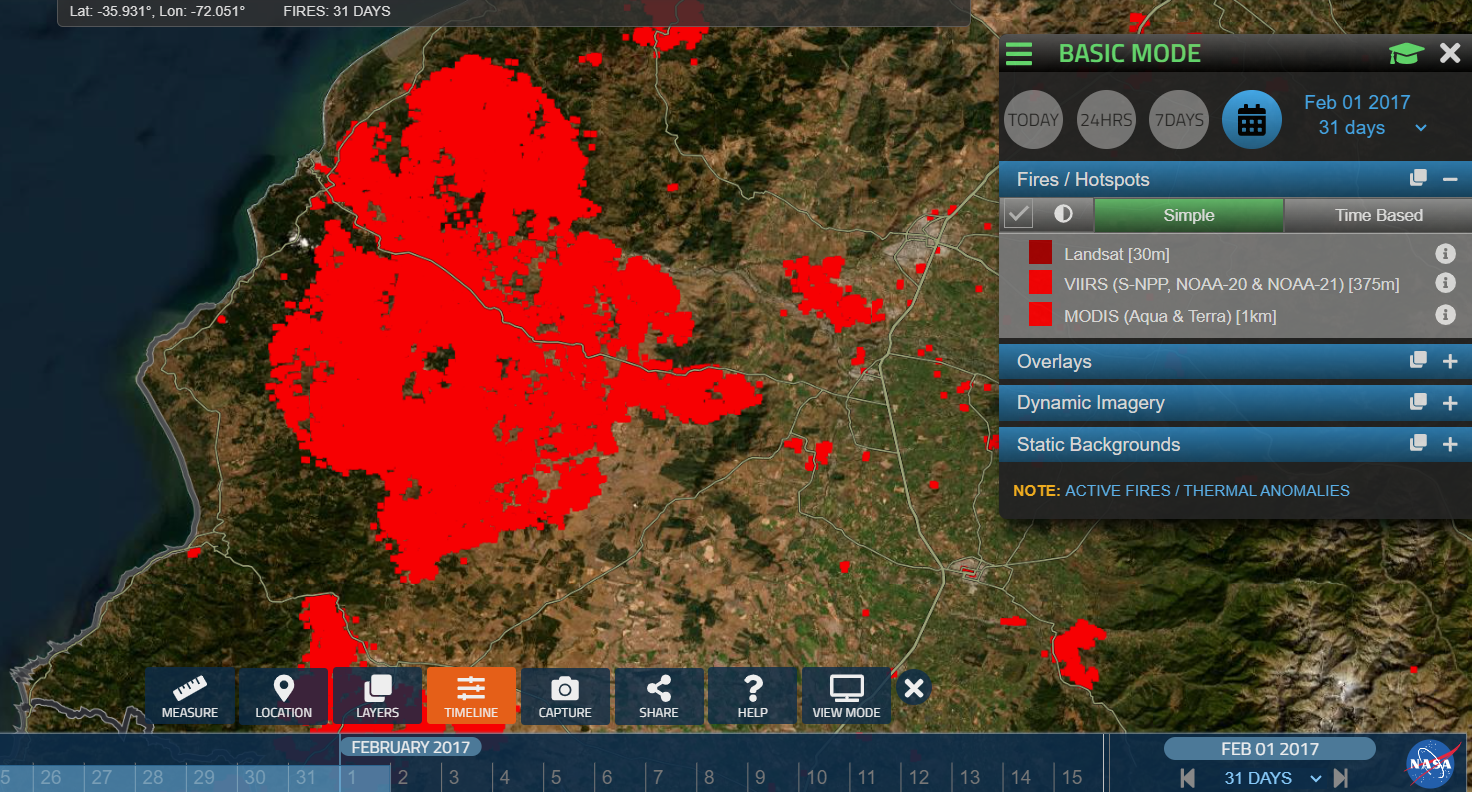 Lat: -35.931°, Lon: -72.051° FIRES: 31 DAYS
BASIC MODE
TODAY 24HRS 7DAYS
Feb 01 2017
31 days
Fires / Hotspots
Simple Time Based
Landsat [30m]
VIIRS (S-NPP, NOAA-20 & NOAA-21) [375m]
MODIS (Aqua & Terra) [1km]
Overlays
Dynamic Imagery
Static Backgrounds
NOTE: ACTIVE FIRES / THERMAL ANOMALIES
MEASURE LOCATION LAYERS TIMELINE CAPTURE SHARE HELP VIEW MODE
FEBRUARY 2017
5 26 27 28 29 30 31 1 2 3 4 5 6 7 8 9 10 11 12 13 14 15
FEB 01 2017
31 DAYS
NASA